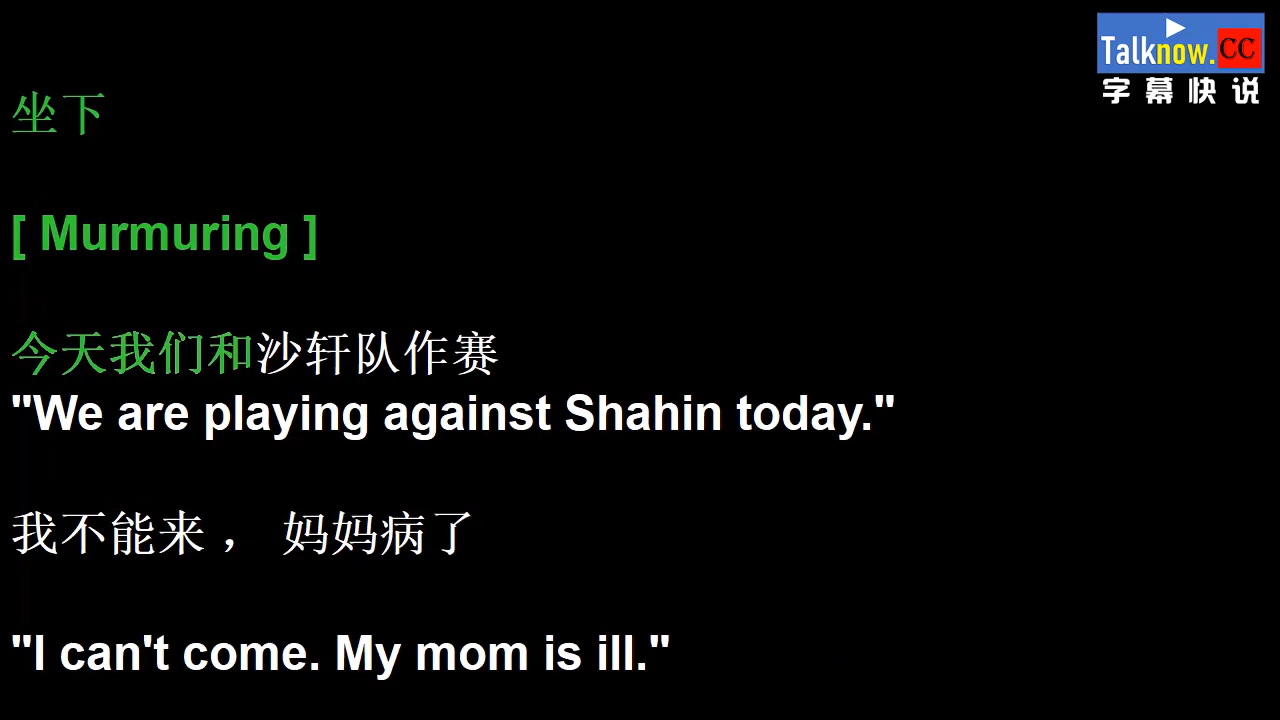 Talknow.CC
字幕快说
坐下
[ Murmuring ]
今天我们和沙轩队作赛
"We are playing against Shahin today."
我不能来， 妈妈病了
"I can't come. My mom is ill."